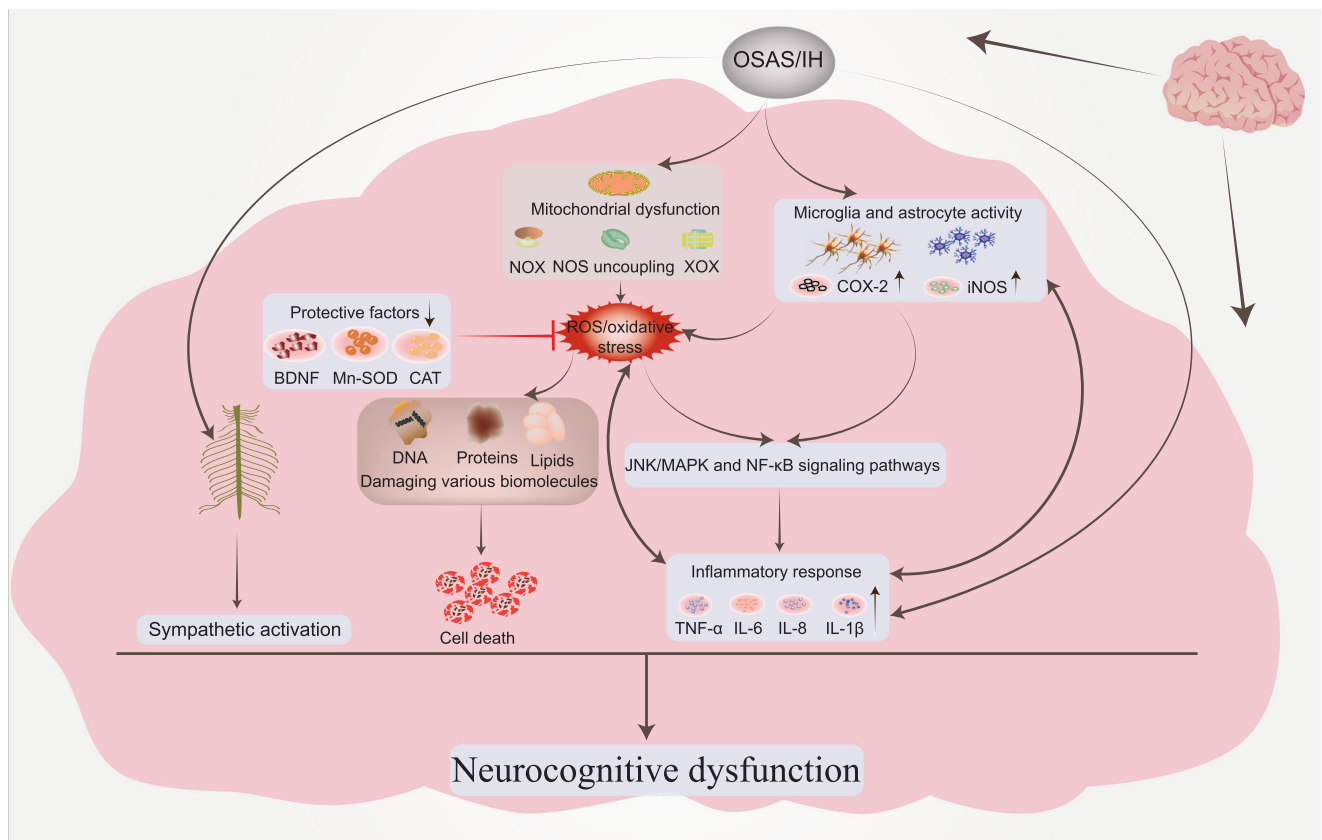 OSAS/IH
Mitochondrial dysfunction
NOX NOS uncoupling XOX
Microglia and astrocyte activity
COX-2 iNOS
Protective factors
BDNF Mn-SOD CAT
ROS/oxidative
stress
DNA Proteins Lipids
Damaging various biomolecules
JNK/MAPK and NF-κB signaling pathways
Inflammatory response
TNF-α IL-6 IL-8 IL-1β
Sympathetic activation
Cell death
Neurocognitive dysfunction